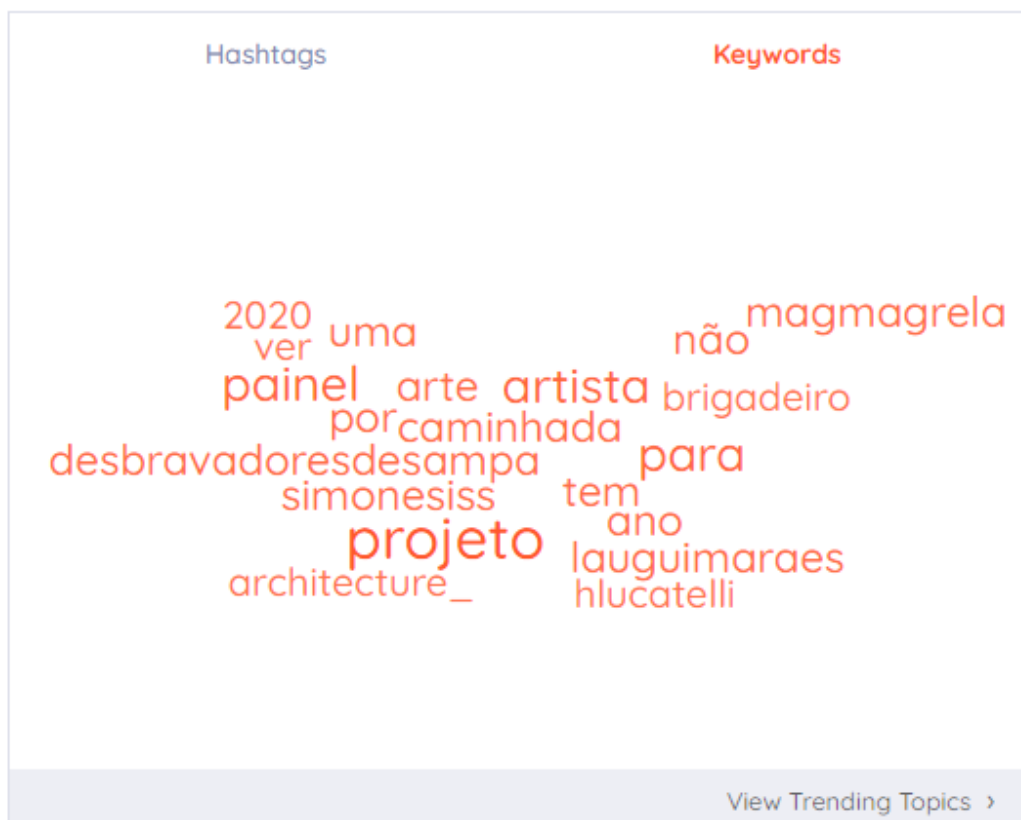 Hashtags Keywords
2020 uma não magmagrela
ver
painel arte artista brigadeiro
por caminhada
desbravadoresdesampa para
simonesiss tem
projeto ano
architecture_ lauguimaraes
hlucatelli
View Trending Topics ›